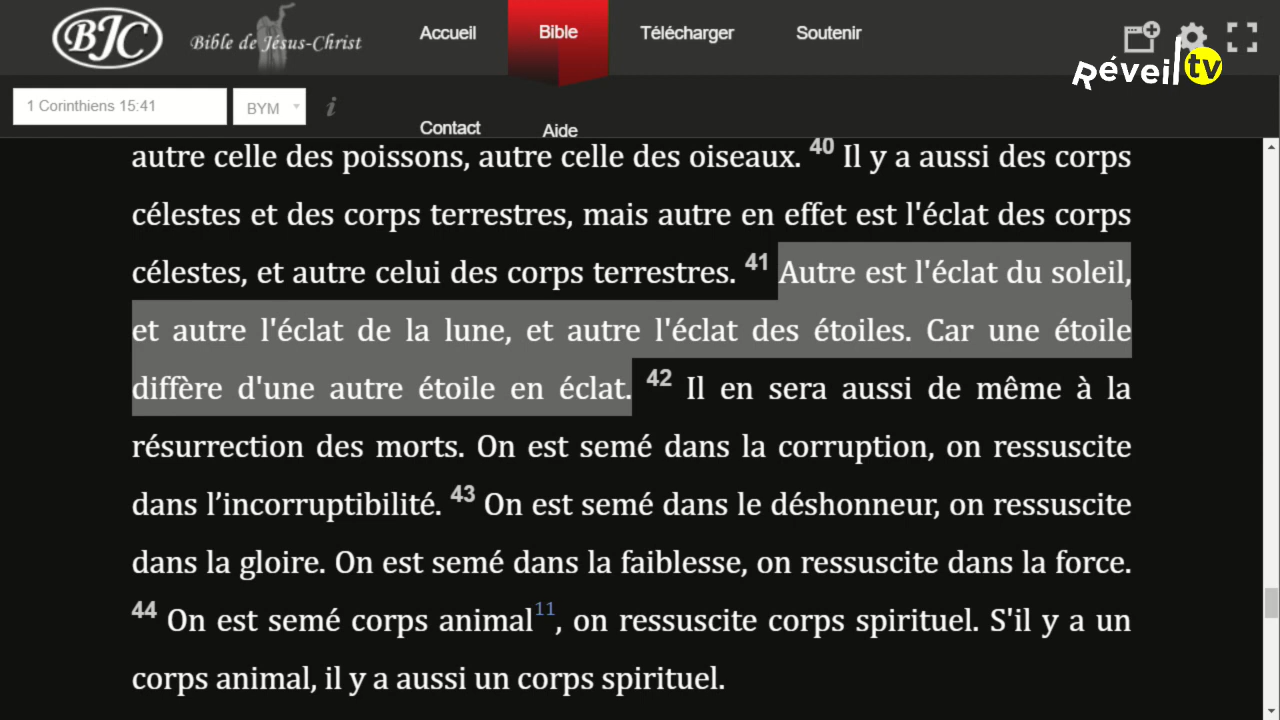 BJC Bible de Jésus-Christ
Accueil
Bible
Télécharger
Soutenir
Réveil tv
1 Corinthiens 15:41
BYM
i
Contact
Aide
autre celle des poissons, autre celle des oiseaux. 40 Il y a aussi des corps
célestes et des corps terrestres, mais autre en effet est l'éclat des corps
célestes, et autre celui des corps terrestres. 41 Autre est l'éclat du soleil,
et autre l'éclat de la lune, et autre l'éclat des étoiles. Car une étoile
diffère d'une autre étoile en éclat. 42 Il en sera aussi de même à la
résurrection des morts. On est semé dans la corruption, on ressuscite
dans l’incorruptibilité. 43 On est semé dans le déshonneur, on ressuscite
dans la gloire. On est semé dans la faiblesse, on ressuscite dans la force.
44 On est semé corps animal11, on ressuscite corps spirituel. S'il y a un
corps animal, il y a aussi un corps spirituel.